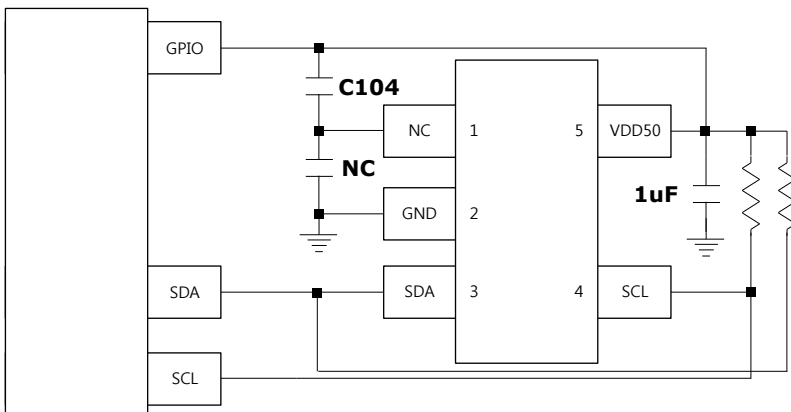 GPIO
C104
NC 1 5 VDD50
NC
1uF
GND 2
SDA SDA 3 4 SCL
SCL